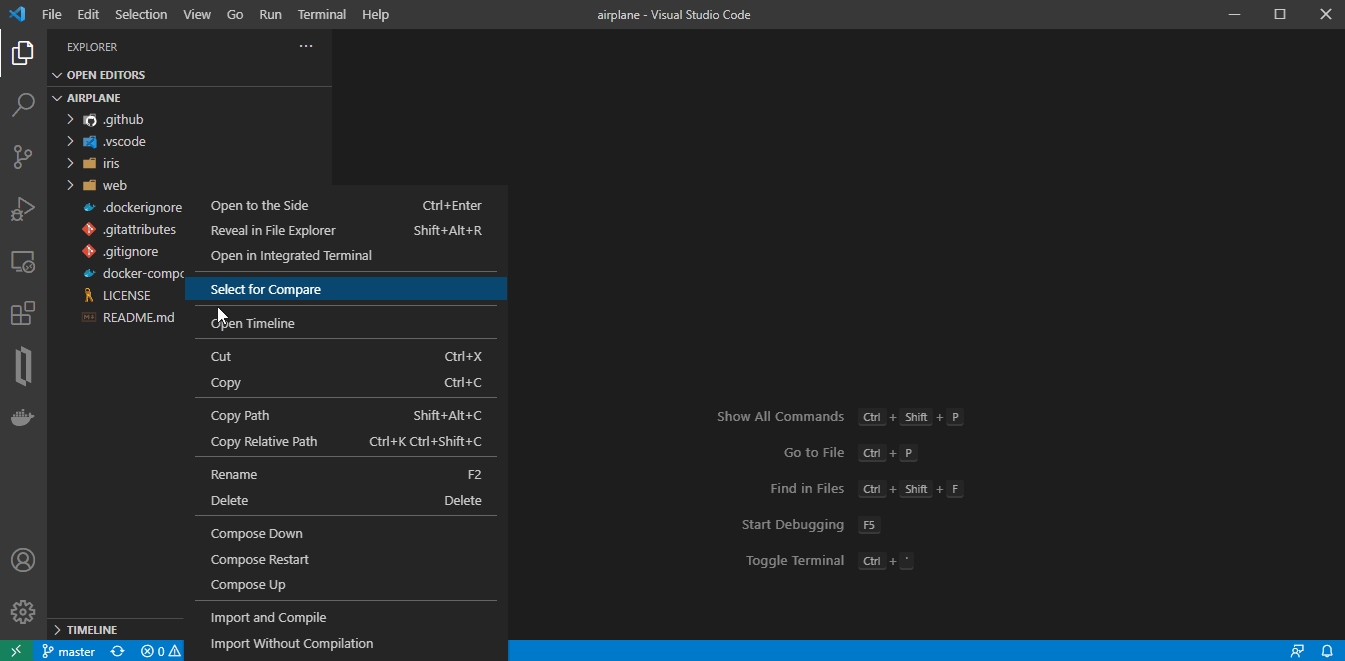 File Edit Selection View Go Run Terminal Help
airplane - Visual Studio Code
EXPLORER
OPEN EDITORS
AIRPLANE
.github
.vscode
iris
web
.dockerignore
.gitattributes
.gitignore
docker-compo
LICENSE
README.md
TIMELINE
master
0
Open to the Side Ctrl+Enter
Reveal in File Explorer Shift+Alt+R
Open in Integrated Terminal
Select for Compare
Open Timeline
Cut Ctrl+X
Copy Ctrl+C
Copy Path Shift+Alt+C
Copy Relative Path Ctrl+K Ctrl+Shift+C
Rename F2
Delete Delete
Compose Down
Compose Restart
Compose Up
Import and Compile
Import Without Compilation
Show All Commands Ctrl + Shift + P
Go to File Ctrl + P
Find in Files Ctrl + Shift + F
Start Debugging F5
Toggle Terminal Ctrl + `